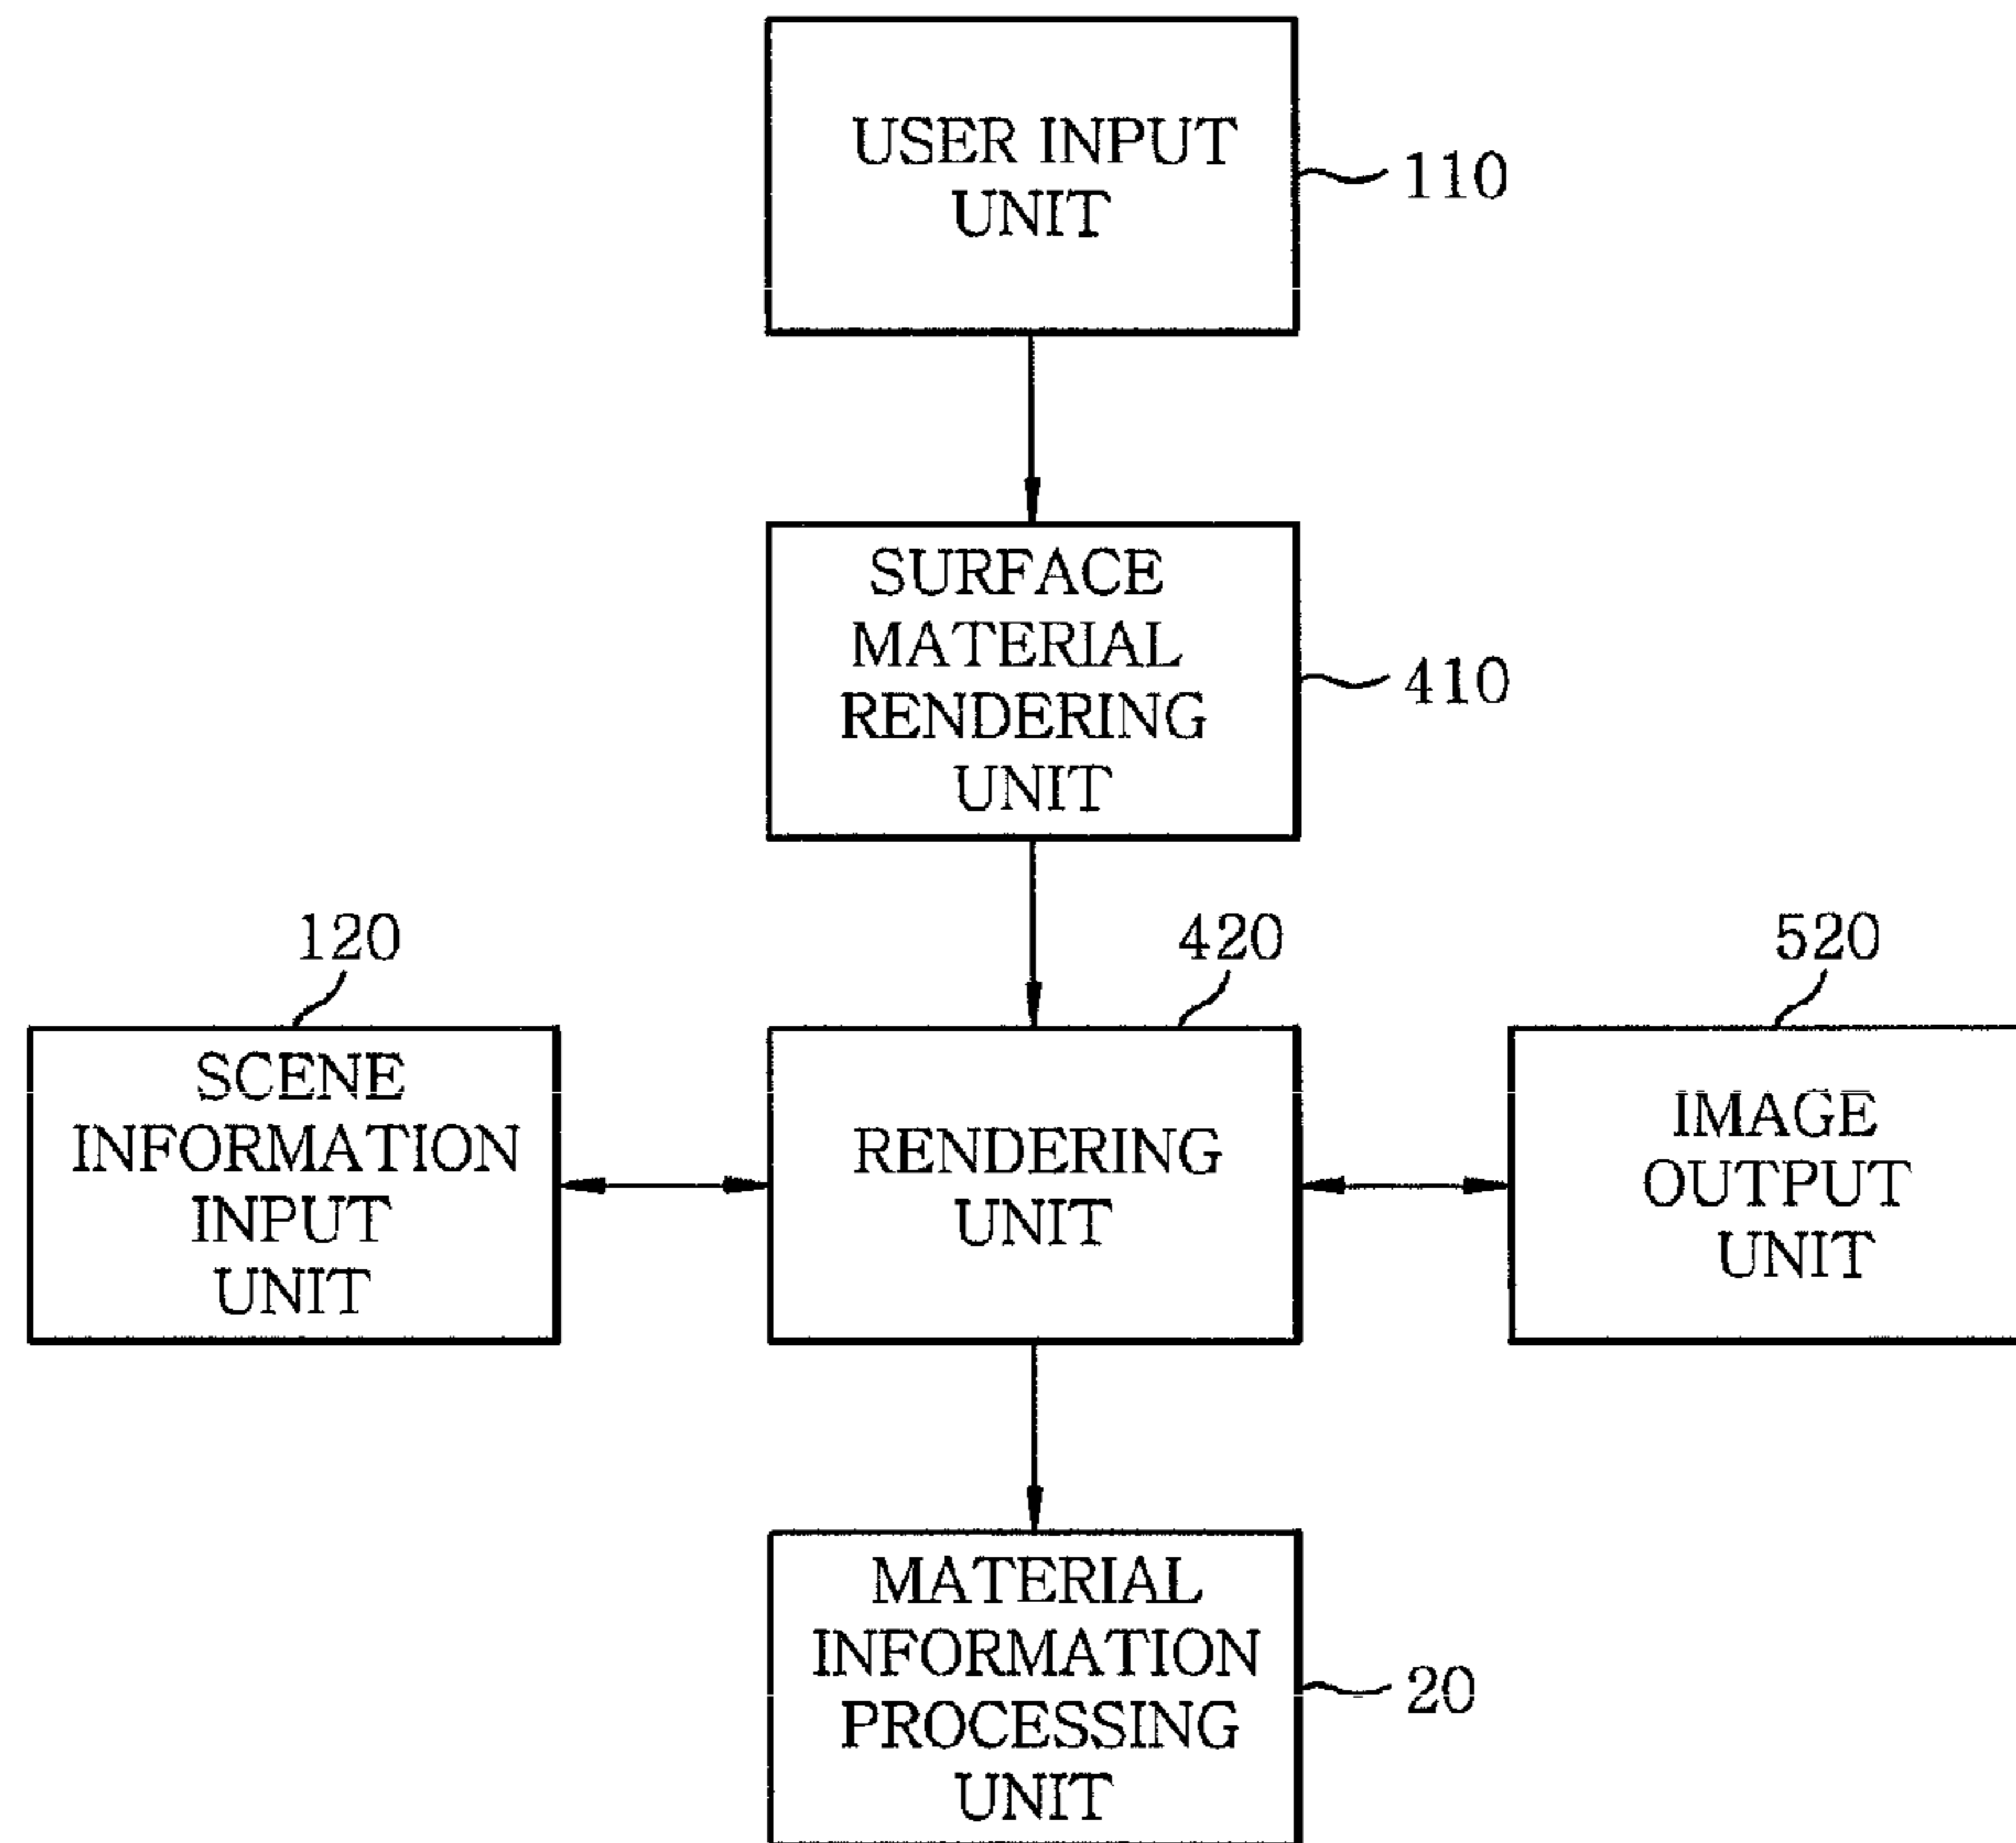 USER INPUT
UNIT
110
SURFACE
MATERIAL
RENDERING
UNIT
410
120
SCENE
INFORMATION
INPUT
UNIT
420
RENDERING
UNIT
520
IMAGE
OUTPUT
UNIT
MATERIAL
INFORMATION
PROCESSING
UNIT
20